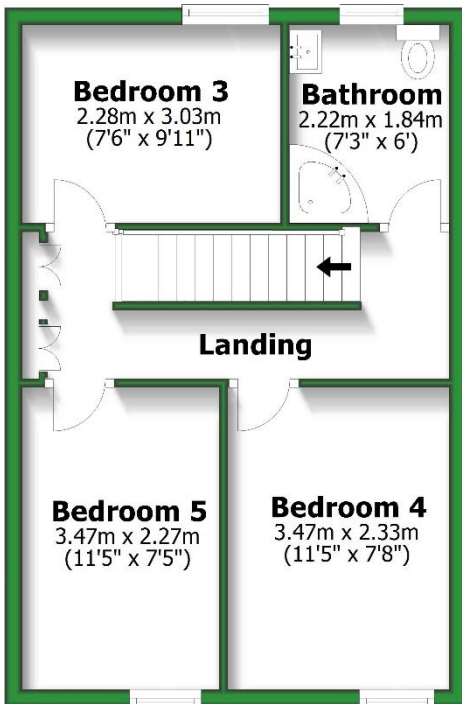 Bedroom 3
2.28m x 3.03m
(7'6" x 9'11")
Bathroom
2.22m x 1.84m
(7'3" x 6')
Landing
Bedroom 5
3.47m x 2.27m
(11'5" x 7'5")
Bedroom 4
3.47m x 2.33m
(11'5" x 7'8")